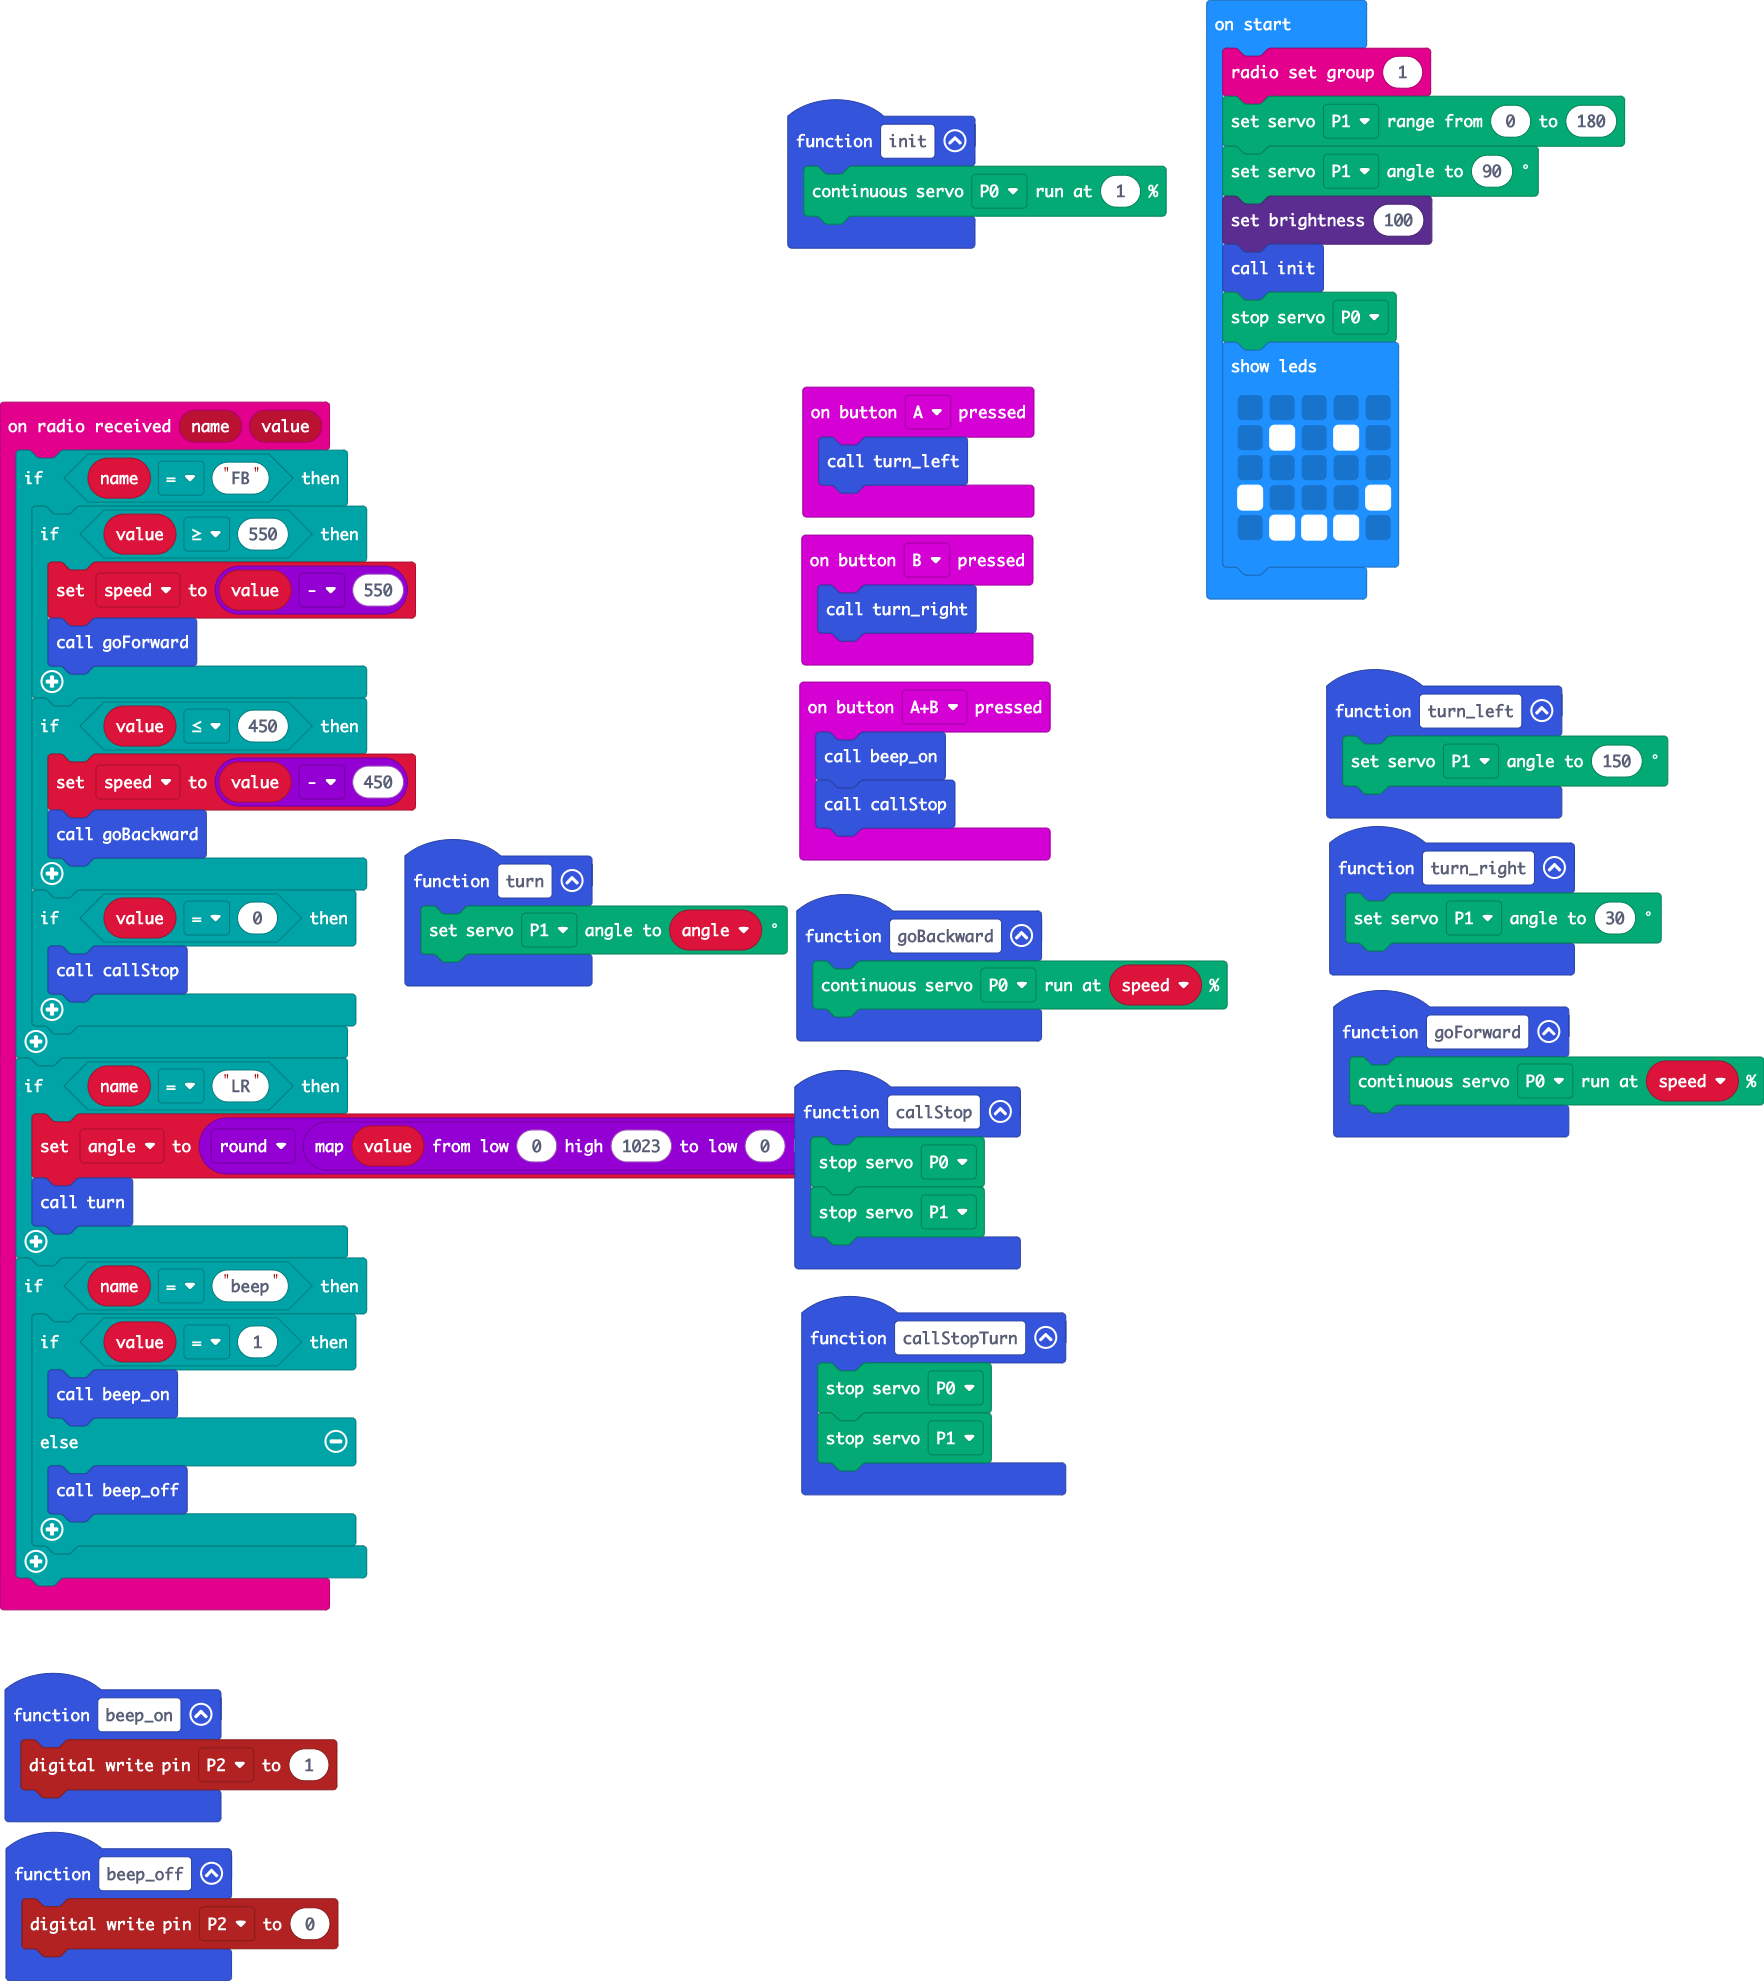 on start
radio set group 1
set servo P1 range from 0 to 180
set servo P1 angle to 90 °
set brightness 100
call init
stop servo P0
show leds
function init
continuous servo P0 run at 1 %
on radio received name value
if name = "FB" then
if value ≥ 550 then
set speed to value - 550
call goForward
if value ≤ 450 then
set speed to value - 450
call goBackward
if value = 0 then
call callStop
if name = "LR" then
set angle to round map value from low 0 high 1023 to low 0
call turn
if name = "beep" then
if value = 1 then
call beep_on
else
call beep_off
function beep_on
digital write pin P2 to 1
function beep_off
digital write pin P2 to 0
function turn
set servo P1 angle to angle °
on button A pressed
call turn_left
on button B pressed
call turn_right
on button A+B pressed
call beep_on
call callStop
function goBackward
continuous servo P0 run at speed %
function callStop
stop servo P0
stop servo P1
function callStopTurn
stop servo P0
stop servo P1
function turn_left
set servo P1 angle to 150 °
function turn_right
set servo P1 angle to 30 °
function goForward
continuous servo P0 run at speed %